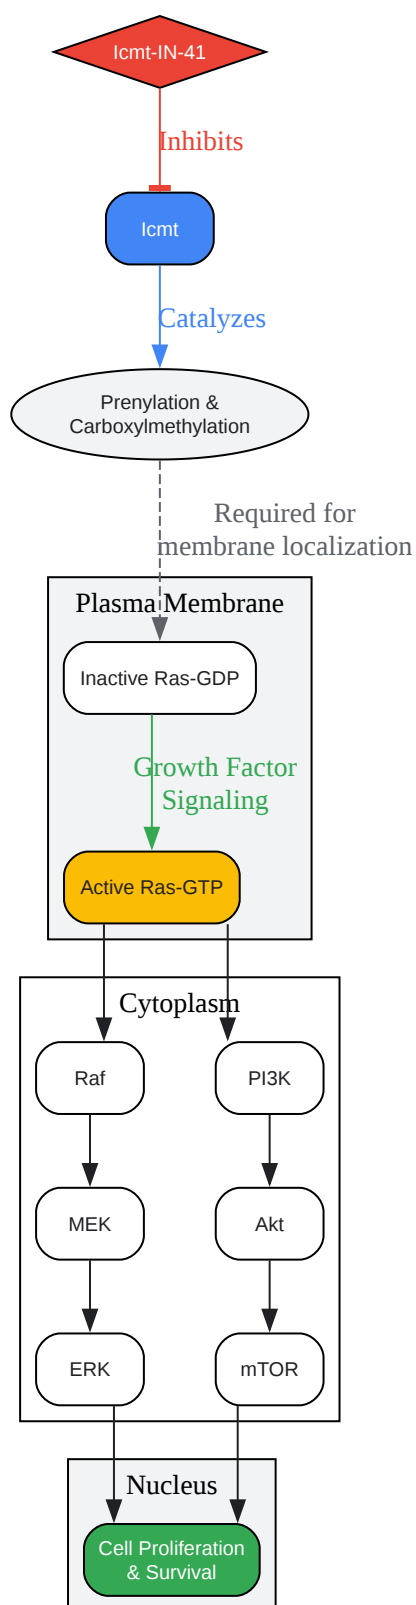 Icmt-IN-41
Inhibits
Icmt
Catalyzes
Prenylation &
Carboxylmethylation
Required for
membrane localization
Plasma Membrane
Inactive Ras-GDP
Growth Factor
Signaling
Active Ras-GTP
Cytoplasm
Raf
PI3K
MEK
Akt
ERK
mTOR
Nucleus
Cell Proliferation
& Survival